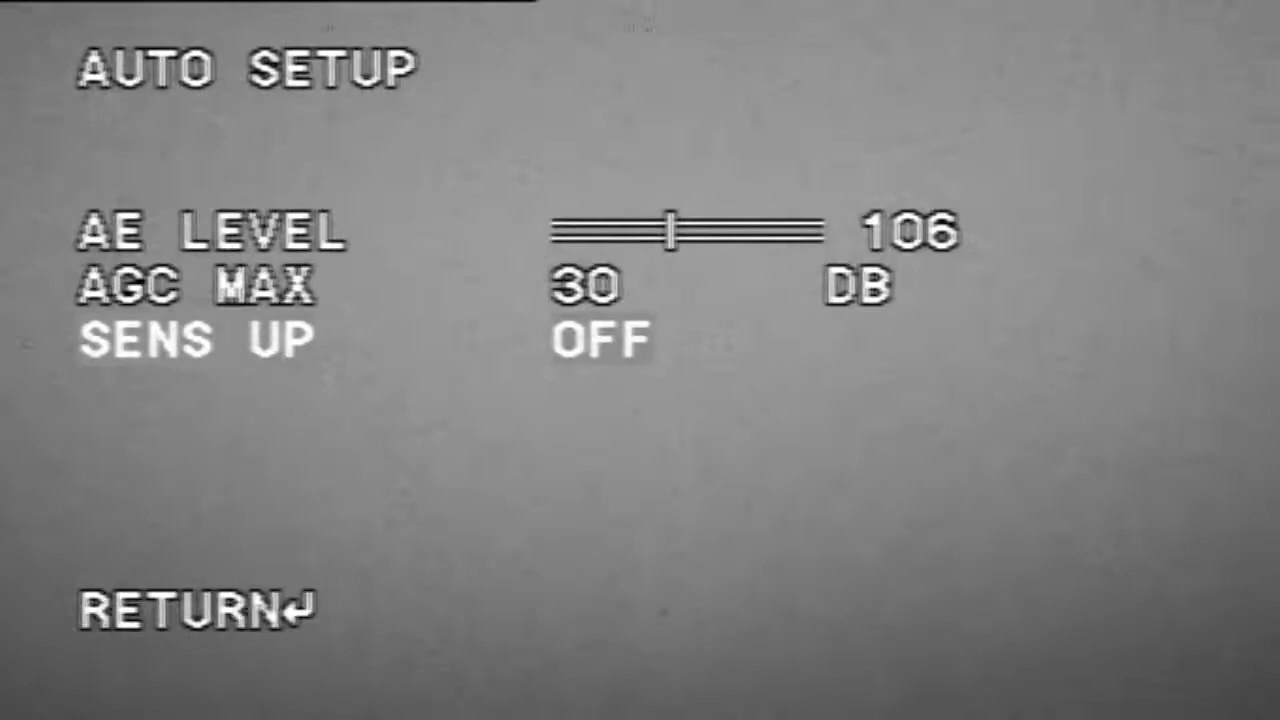 AUTO SETUP
AE LEVEL 106
AGC MAX 30 DB
SENS UP OFF
RETURN↵